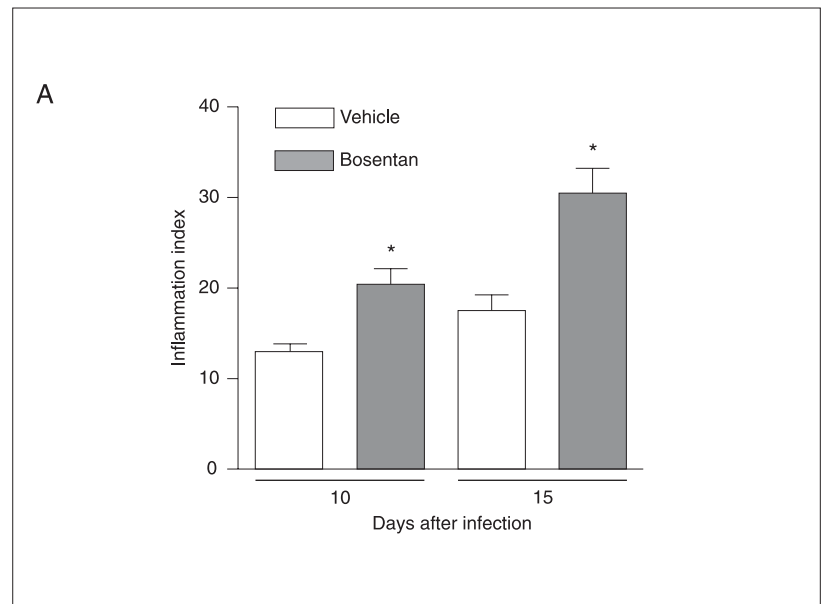 A
40
Vehicle
*
Bosentan
30
*
Inflammation index
20
10
0
10 15
Days after infection